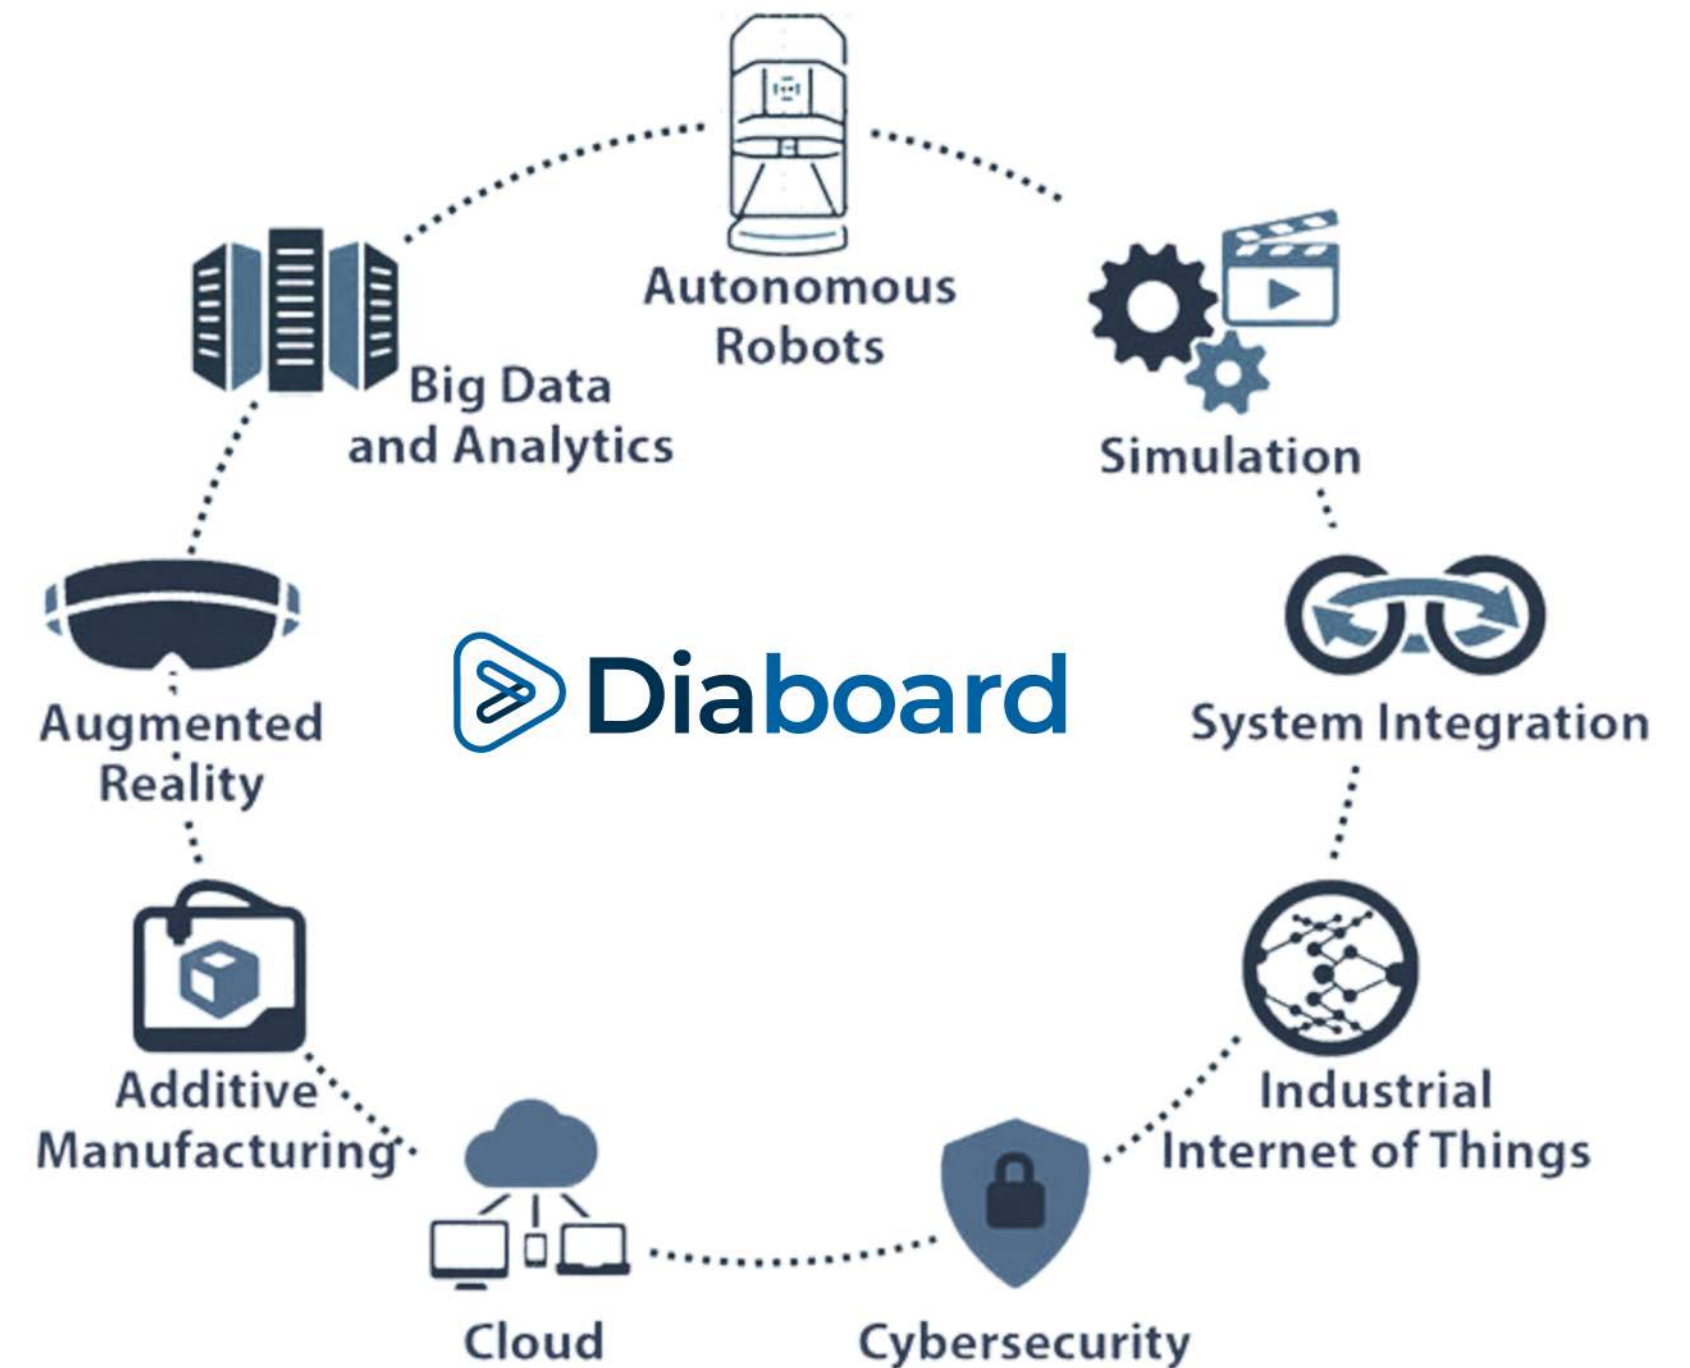 Autonomous
Robots
Big Data
and Analytics
Simulation
Diaboard
Augmented
Reality
System Integration
Additive
Manufacturing
Industrial
Internet of Things
Cloud
Cybersecurity